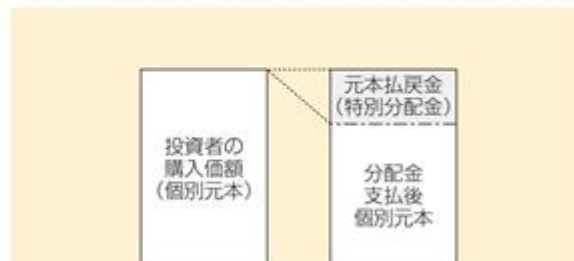 投資者の
購入価額
(個別元本)
元本払戻金
(特別分配金)
分配金
支払後
個別元本